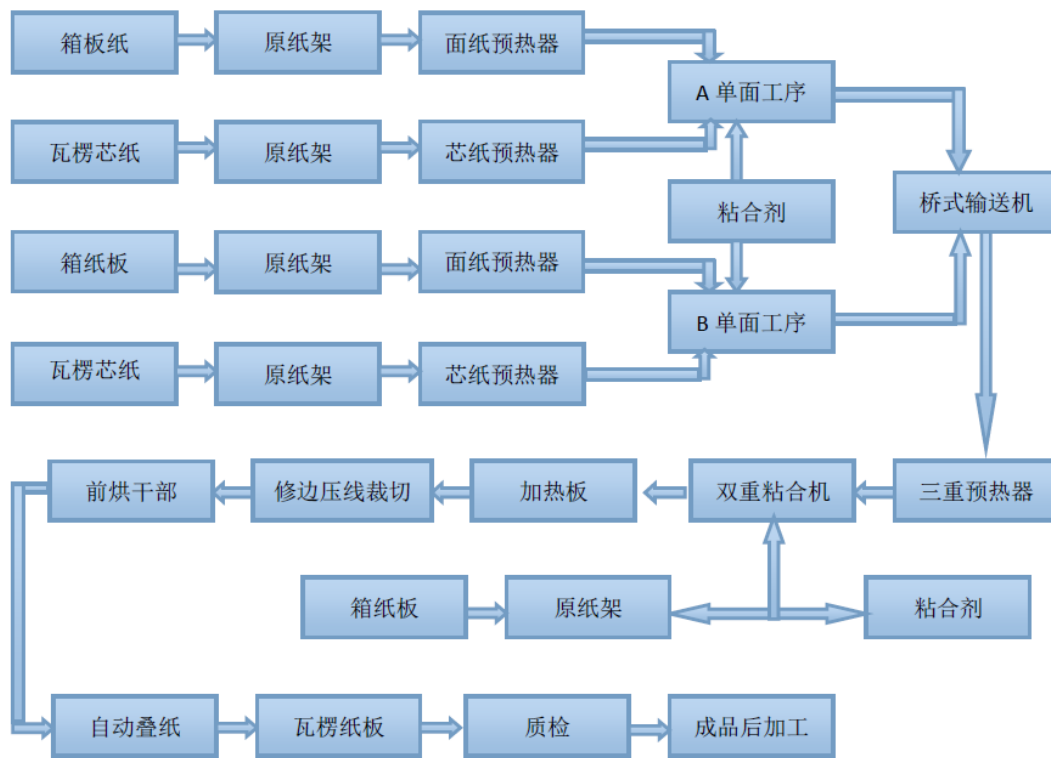 箱板纸
原纸架
面纸预热器
A 单面工序
瓦楞芯纸
原纸架
芯纸预热器
粘合剂
桥式输送机
箱纸板
原纸架
面纸预热器
B 单面工序
瓦楞芯纸
原纸架
芯纸预热器
前烘干部
修边压线裁切
加热板
双重粘合机
三重预热器
箱纸板
原纸架
粘合剂
自动叠纸
瓦楞纸板
质检
成品后加工